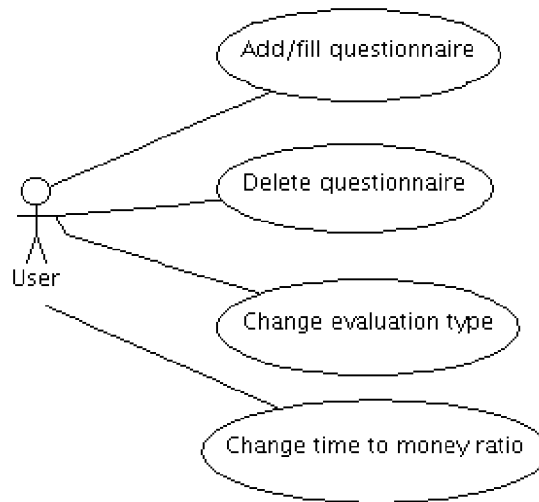 Add/fill questionnaire
Delete questionnaire
User
Change evaluation type
Change time to money ratio